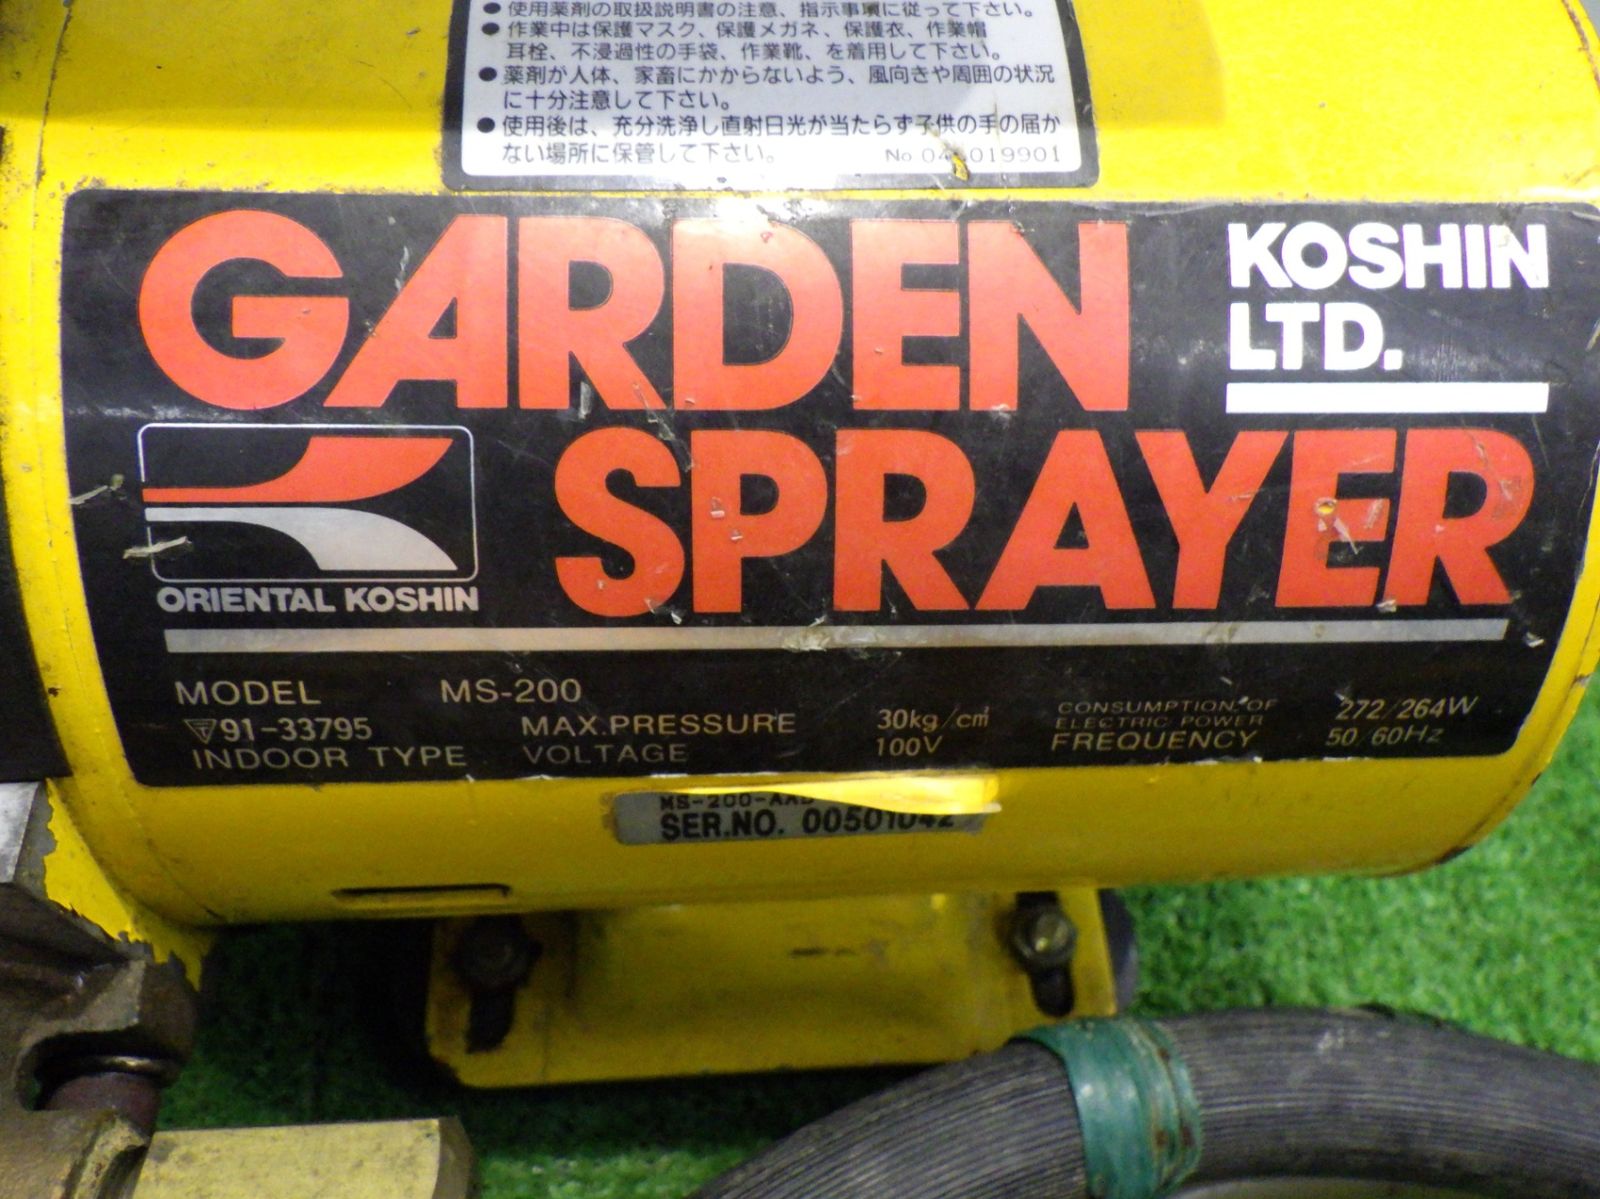 ● 使用薬剤の取扱説明書の注意、指示事項に従って下さい。
● 作業中は保護マスク、保護メガネ、保護衣、作業帽
耳栓、不浸過性の手袋、作業靴、を着用して下さい。
● 薬剤が人体、家畜にかからないよう、風向きや周囲の状況
に十分注意して下さい。
● 使用後は、充分洗浄し直射日光が当たらず子供の手の届か
ない場所に保管して下さい。
No 019901
GARDEN
SPRAYER
KOSHIN
LTD.
ORIENTAL KOSHIN
MODEL MS-200
91-33795 MAX.PRESSURE 30kg/cm²
INDOOR TYPE VOLTAGE 100V
CONSUMPTION OF
ELECTRIC POWER 272/264W
FREQUENCY 50/60Hz
MS-200
SER.NO. 00501042